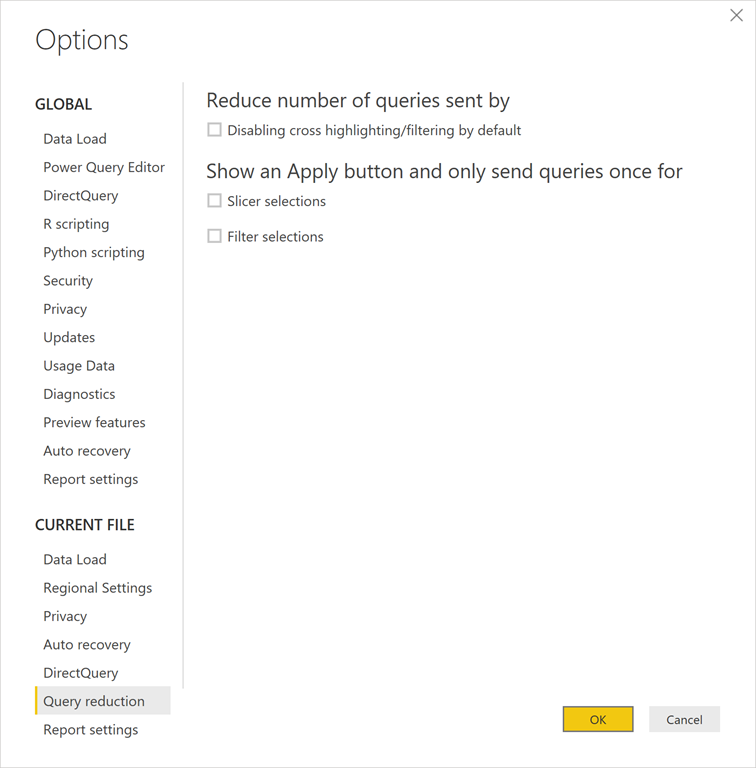 Options
GLOBAL
Data Load
Power Query Editor
DirectQuery
R scripting
Python scripting
Security
Privacy
Updates
Usage Data
Diagnostics
Preview features
Auto recovery
Report settings
CURRENT FILE
Data Load
Regional Settings
Privacy
Auto recovery
DirectQuery
Query reduction
Report settings
Reduce number of queries sent by
Disabling cross highlighting/filtering by default
Show an Apply button and only send queries once for
Slicer selections
Filter selections
OK
Cancel